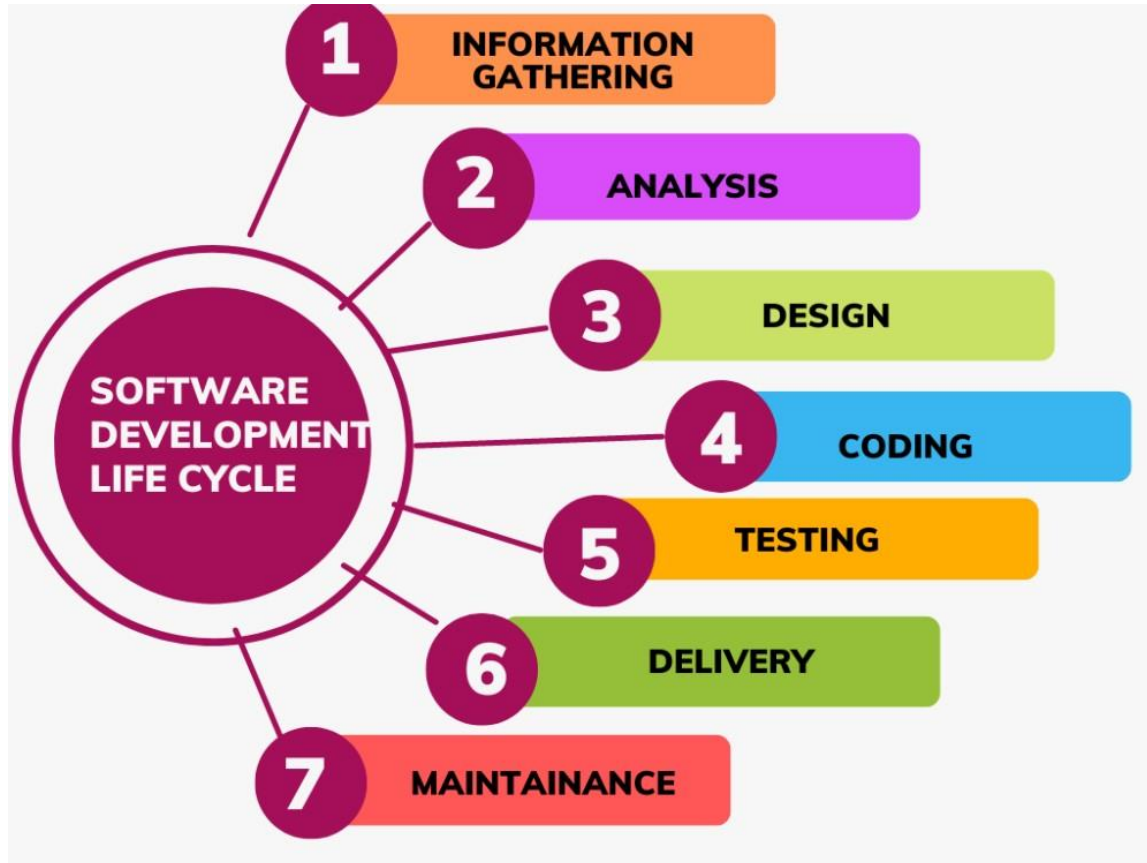 1
INFORMATION
GATHERING
2
ANALYSIS
3
DESIGN
SOFTWARE
DEVELOPMENT
LIFE CYCLE
4
CODING
5
TESTING
6
DELIVERY
7
MAINTAINANCE